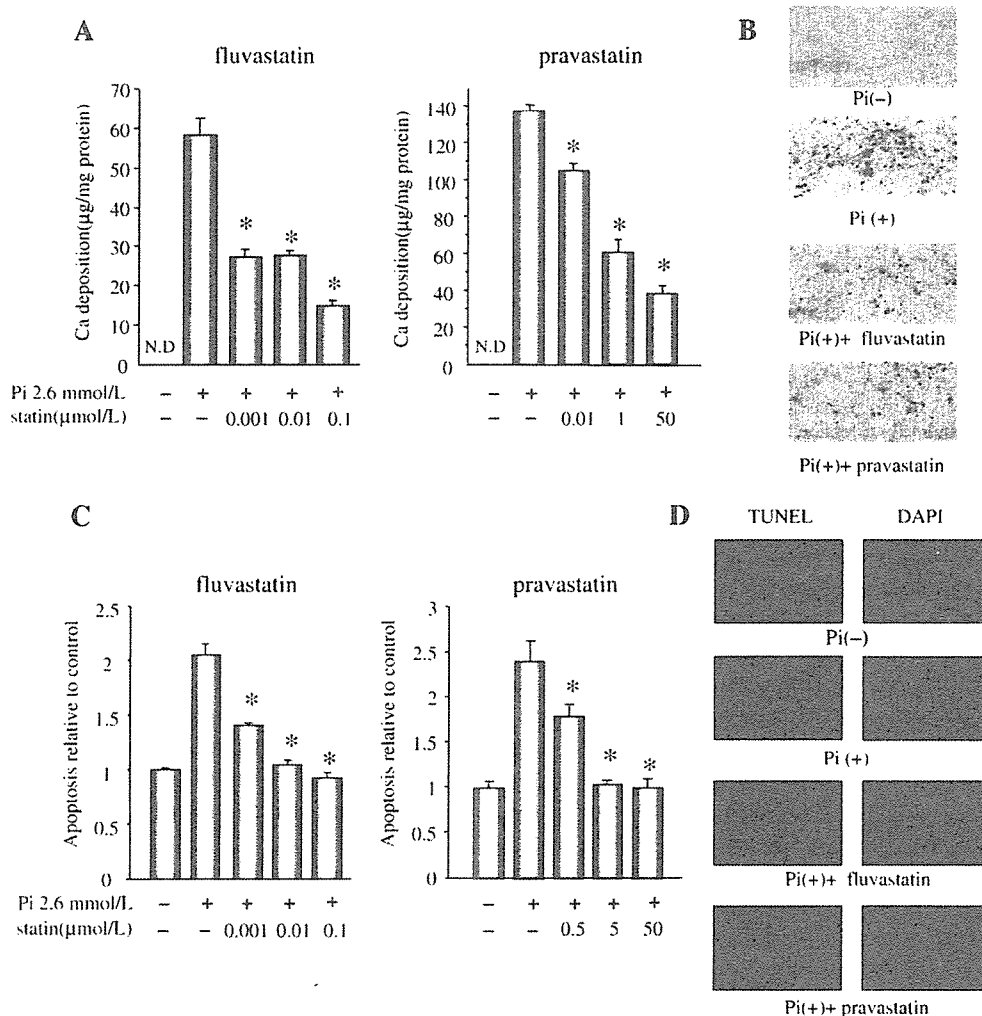 A
fluvastatin
Ca deposition(µg/mg protein)
70
60
50
40
30
20
10
0
N.D
*
*
*
Pi 2.6 mmol/L − + + + +
statin(µmol/L) − − 0.001 0.01 0.1
pravastatin
Ca deposition(µg/mg protein)
140
120
100
80
60
40
20
0
N.D
*
*
*
− + + + +
− − 0.01 1 50
B
Pi(−)
Pi (+)
Pi(+)+ fluvastatin
Pi(+)+ pravastatin
C
fluvastatin
Apoptosis relative to control
2.5
2
1.5
1
0.5
0
*
*
*
Pi 2.6 mmol/L − + + + +
statin(µmol/L) − − 0.001 0.01 0.1
pravastatin
Apoptosis relative to control
3
2.5
2
1.5
1
0.5
0
*
*
*
− + + + +
− − 0.5 5 50
D
TUNEL DAPI
Pi(−)
Pi (+)
Pi(+)+ fluvastatin
Pi(+)+ pravastatin